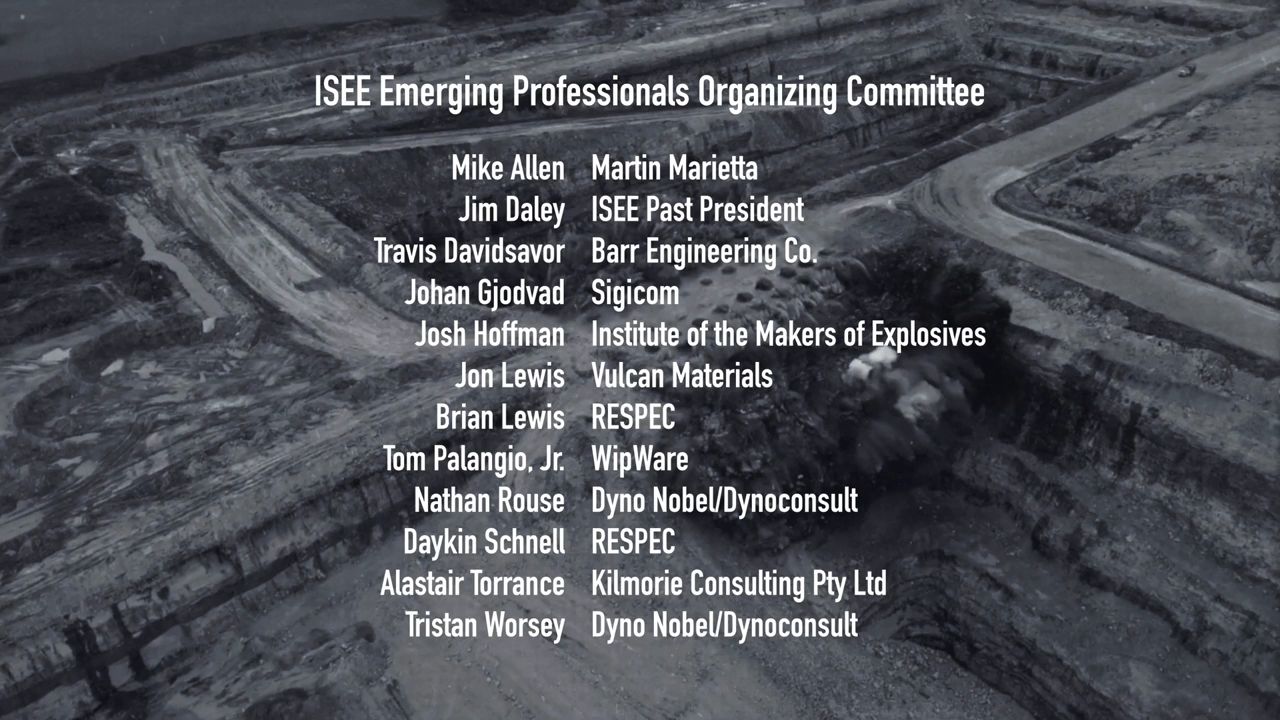 ISEE Emerging Professionals Organizing Committee
Mike Allen Martin Marietta
Jim Daley ISEE Past President
Travis Davidsavor Barr Engineering Co.
Johan Gjodvad Sigicom
Josh Hoffman Institute of the Makers of Explosives
Jon Lewis Vulcan Materials
Brian Lewis RESPEC
Tom Palangio, Jr. WipWare
Nathan Rouse Dyno Nobel/Dynoconsult
Daykin Schnell RESPEC
Alastair Torrance Kilmorie Consulting Pty Ltd
Tristan Worsey Dyno Nobel/Dynoconsult